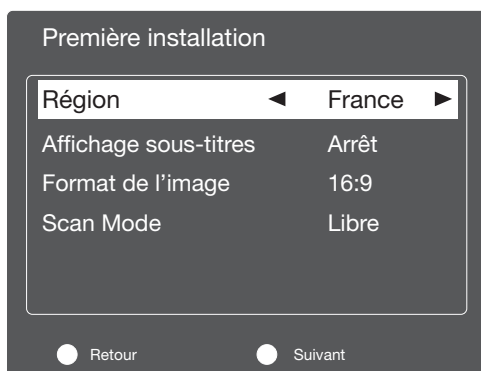 Première installation
Région ◄ France ►
Affichage sous-titres Arrêt
Format de l’image 16:9
Scan Mode Libre
Retour Suivant